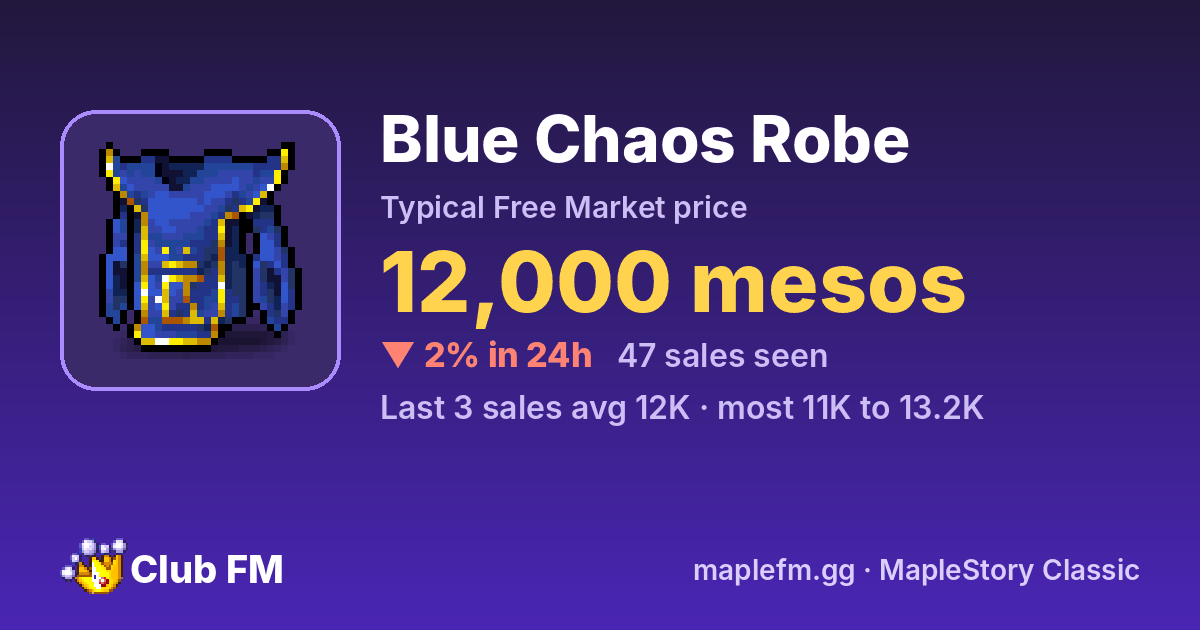 Blue Chaos Robe
Typical Free Market price
12,000 mesos
▼ 2% in 24h 47 sales seen
Last 3 sales avg 12K · most 11K to 13.2K
Club FM
maplefm.gg · MapleStory Classic